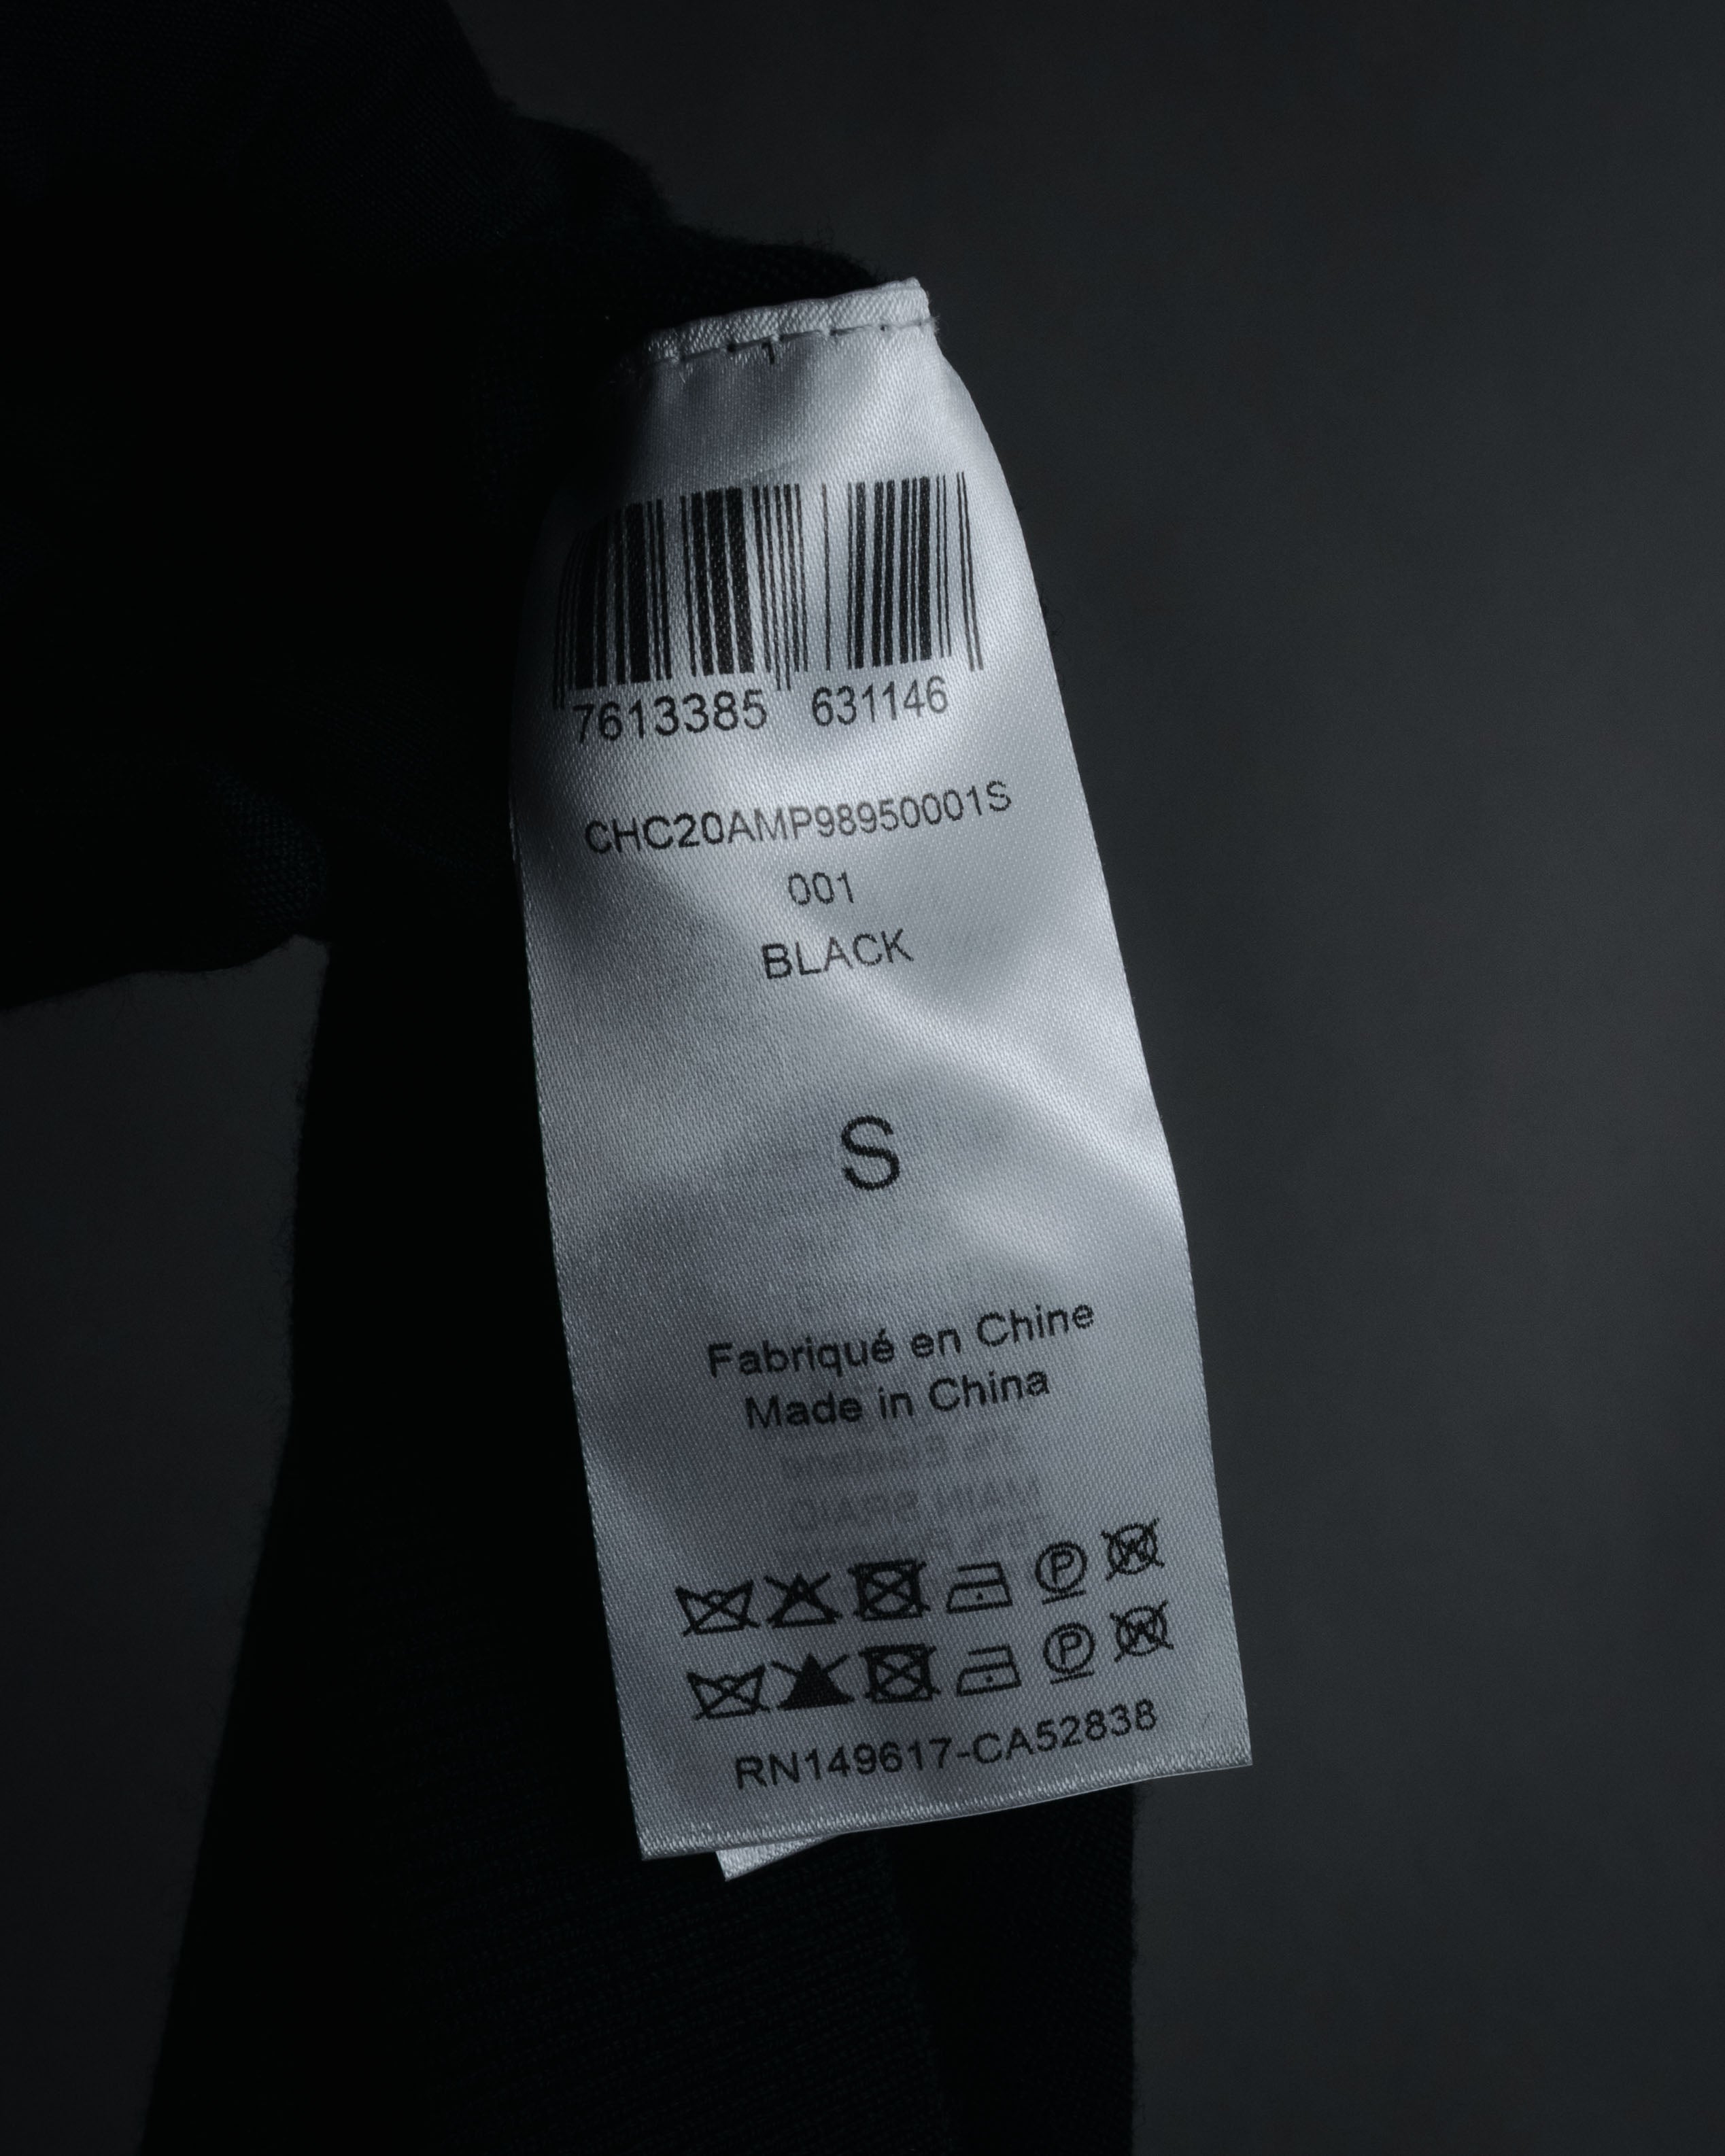 7613385 631146
CHC20AMP98950001S
001
BLACK
S
Fabriqué en Chine
Made in China
P W
P W
RN149617-CA52838